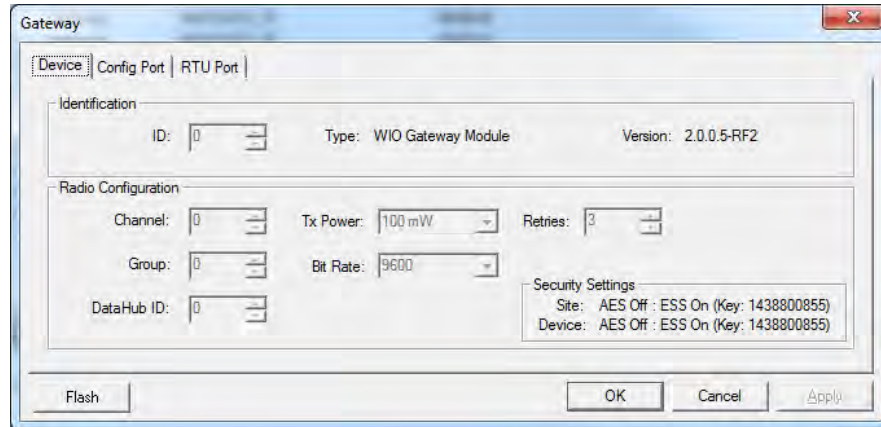 Gateway
Device Config Port RTU Port
Identification
ID: 0 Type: WIO Gateway Module Version: 2.0.0.5-RF2
Radio Configuration
Channel: 0 Tx Power: 100 mW Retries: 3
Group: 0 Bit Rate: 9600
Security Settings
Site: AES Off : ESS On (Key: 1438800855)
DataHub ID: 0
Device: AES Off : ESS On (Key: 1438800855)
Flash OK Cancel Apply